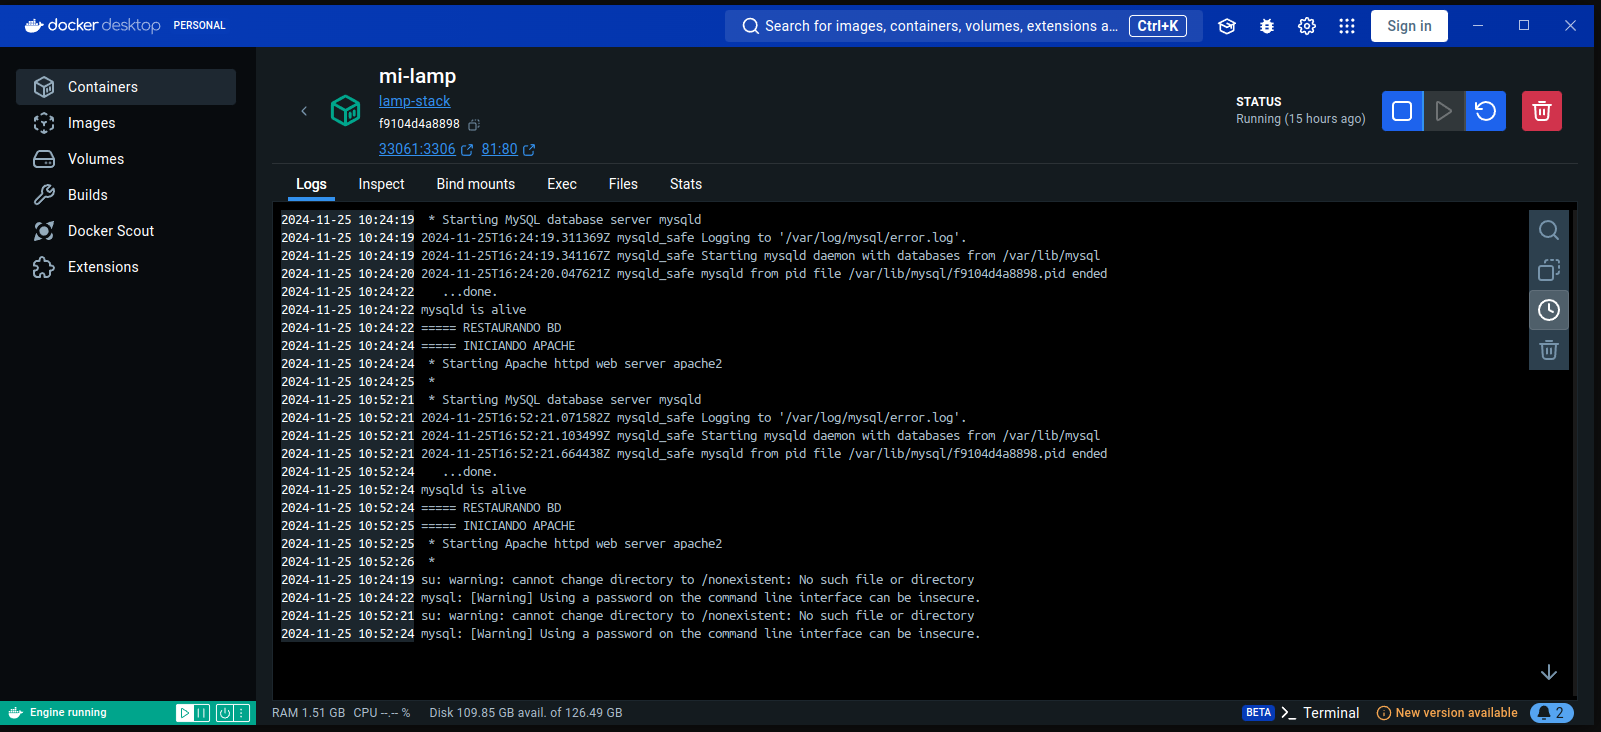 docker desktop PERSONAL
Search for images, containers, volumes, extensions a... Ctrl+K
Sign in
Containers
Images
Volumes
Builds
Docker Scout
Extensions
mi-lamp
lamp-stack
f9104d4a8898
33061:3306 81:80
STATUS
Running (15 hours ago)
Logs Inspect Bind mounts Exec Files Stats
2024-11-25 10:24:19 * Starting MySQL database server mysqld
2024-11-25 10:24:19 2024-11-25T16:24:19.311369Z mysqld_safe Logging to '/var/log/mysql/error.log'.
2024-11-25 10:24:19 2024-11-25T16:24:19.341167Z mysqld_safe Starting mysqld daemon with databases from /var/lib/mysql
2024-11-25 10:24:20 2024-11-25T16:24:20.047621Z mysqld_safe mysqld from pid file /var/lib/mysql/f9104d4a8898.pid ended
2024-11-25 10:24:22 ...done.
2024-11-25 10:24:22 mysqld is alive
2024-11-25 10:24:22 ===== RESTAURANDO BD
2024-11-25 10:24:24 ===== INICIANDO APACHE
2024-11-25 10:24:24 * Starting Apache httpd web server apache2
2024-11-25 10:24:25 *
2024-11-25 10:52:21 * Starting MySQL database server mysqld
2024-11-25 10:52:21 2024-11-25T16:52:21.071582Z mysqld_safe Logging to '/var/log/mysql/error.log'.
2024-11-25 10:52:21 2024-11-25T16:52:21.103499Z mysqld_safe Starting mysqld daemon with databases from /var/lib/mysql
2024-11-25 10:52:21 2024-11-25T16:52:21.664438Z mysqld_safe mysqld from pid file /var/lib/mysql/f9104d4a8898.pid ended
2024-11-25 10:52:24 ...done.
2024-11-25 10:52:24 mysqld is alive
2024-11-25 10:52:24 ===== RESTAURANDO BD
2024-11-25 10:52:25 ===== INICIANDO APACHE
2024-11-25 10:52:25 * Starting Apache httpd web server apache2
2024-11-25 10:52:26 *
2024-11-25 10:24:19 su: warning: cannot change directory to /nonexistent: No such file or directory
2024-11-25 10:24:22 mysql: [Warning] Using a password on the command line interface can be insecure.
2024-11-25 10:52:21 su: warning: cannot change directory to /nonexistent: No such file or directory
2024-11-25 10:52:24 mysql: [Warning] Using a password on the command line interface can be insecure.
Engine running
RAM 1.51 GB CPU --.-- % Disk 109.85 GB avail. of 126.49 GB
BETA Terminal New version available 2